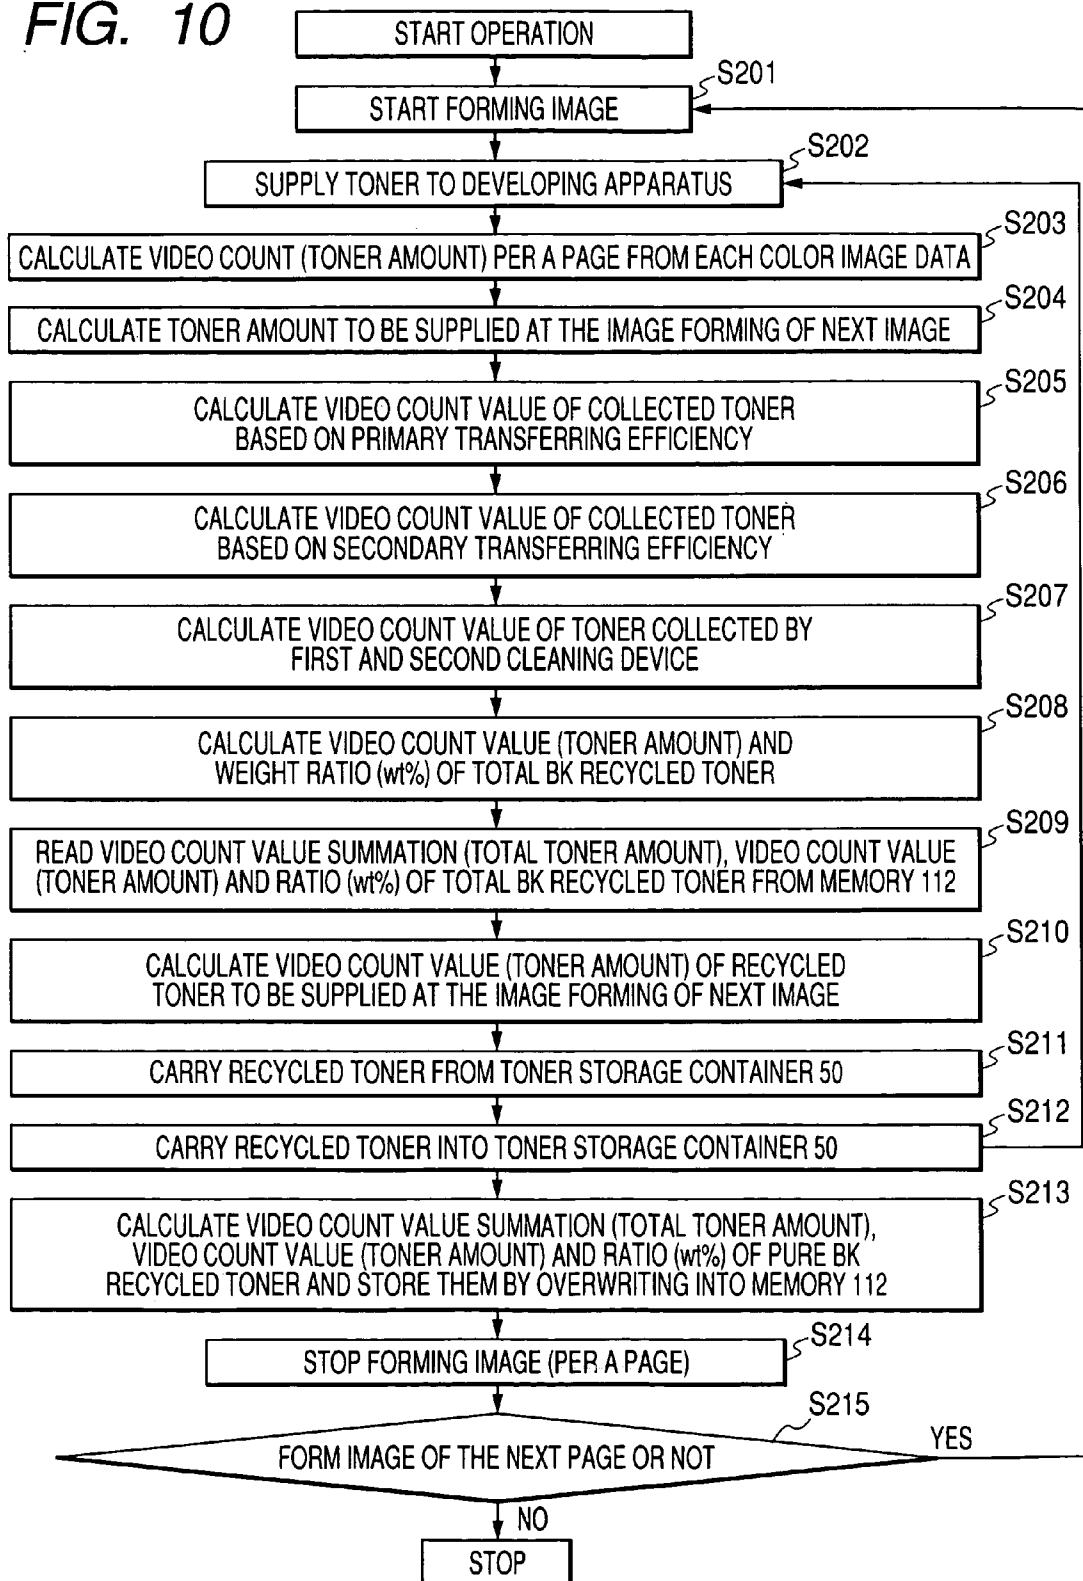 FIG. 10
START OPERATION
S201
START FORMING IMAGE
S202
SUPPLY TONER TO DEVELOPING APPARATUS
S203
CALCULATE VIDEO COUNT (TONER AMOUNT) PER A PAGE FROM EACH COLOR IMAGE DATA
S204
CALCULATE TONER AMOUNT TO BE SUPPLIED AT THE IMAGE FORMING OF NEXT IMAGE
S205
CALCULATE VIDEO COUNT VALUE OF COLLECTED TONER
BASED ON PRIMARY TRANSFERRING EFFICIENCY
S206
CALCULATE VIDEO COUNT VALUE OF COLLECTED TONER
BASED ON SECONDARY TRANSFERRING EFFICIENCY
S207
CALCULATE VIDEO COUNT VALUE OF TONER COLLECTED BY
FIRST AND SECOND CLEANING DEVICE
S208
CALCULATE VIDEO COUNT VALUE (TONER AMOUNT) AND
WEIGHT RATIO (wt%) OF TOTAL BK RECYCLED TONER
S209
READ VIDEO COUNT VALUE SUMMATION (TOTAL TONER AMOUNT), VIDEO COUNT VALUE
(TONER AMOUNT) AND RATIO (wt%) OF TOTAL BK RECYCLED TONER FROM MEMORY 112
S210
CALCULATE VIDEO COUNT VALUE (TONER AMOUNT) OF RECYCLED
TONER TO BE SUPPLIED AT THE IMAGE FORMING OF NEXT IMAGE
S211
CARRY RECYCLED TONER FROM TONER STORAGE CONTAINER 50
S212
CARRY RECYCLED TONER INTO TONER STORAGE CONTAINER 50
S213
CALCULATE VIDEO COUNT VALUE SUMMATION (TOTAL TONER AMOUNT),
VIDEO COUNT VALUE (TONER AMOUNT) AND RATIO (wt%) OF PURE BK
RECYCLED TONER AND STORE THEM BY OVERWRITING INTO MEMORY 112
S214
STOP FORMING IMAGE (PER A PAGE)
S215
FORM IMAGE OF THE NEXT PAGE OR NOT
YES
NO
STOP